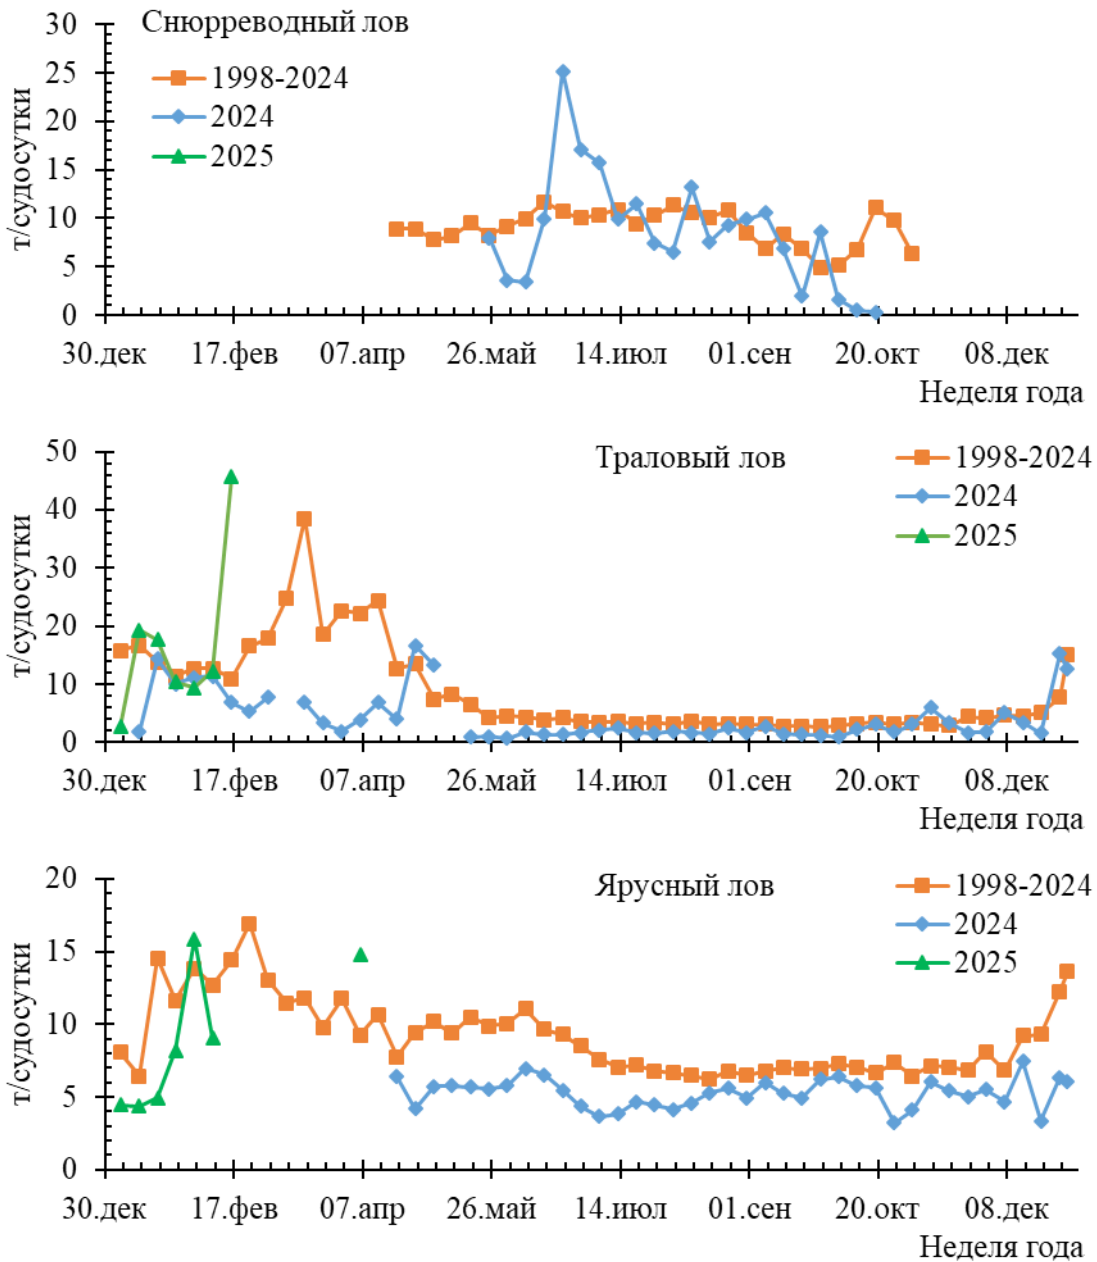 Снюрреводный лов
1998-2024
2024
2025
т/судосутки
30
25
20
15
10
5
0
30.дек 17.фев 07.апр 26.май 14.июл 01.сен 20.окт 08.дек
Неделя года
Траловый лов
1998-2024
2024
2025
т/судосутки
50
40
30
20
10
0
30.дек 17.фев 07.апр 26.май 14.июл 01.сен 20.окт 08.дек
Неделя года
Ярусный лов
1998-2024
2024
2025
т/судосутки
20
15
10
5
0
30.дек 17.фев 07.апр 26.май 14.июл 01.сен 20.окт 08.дек
Неделя года